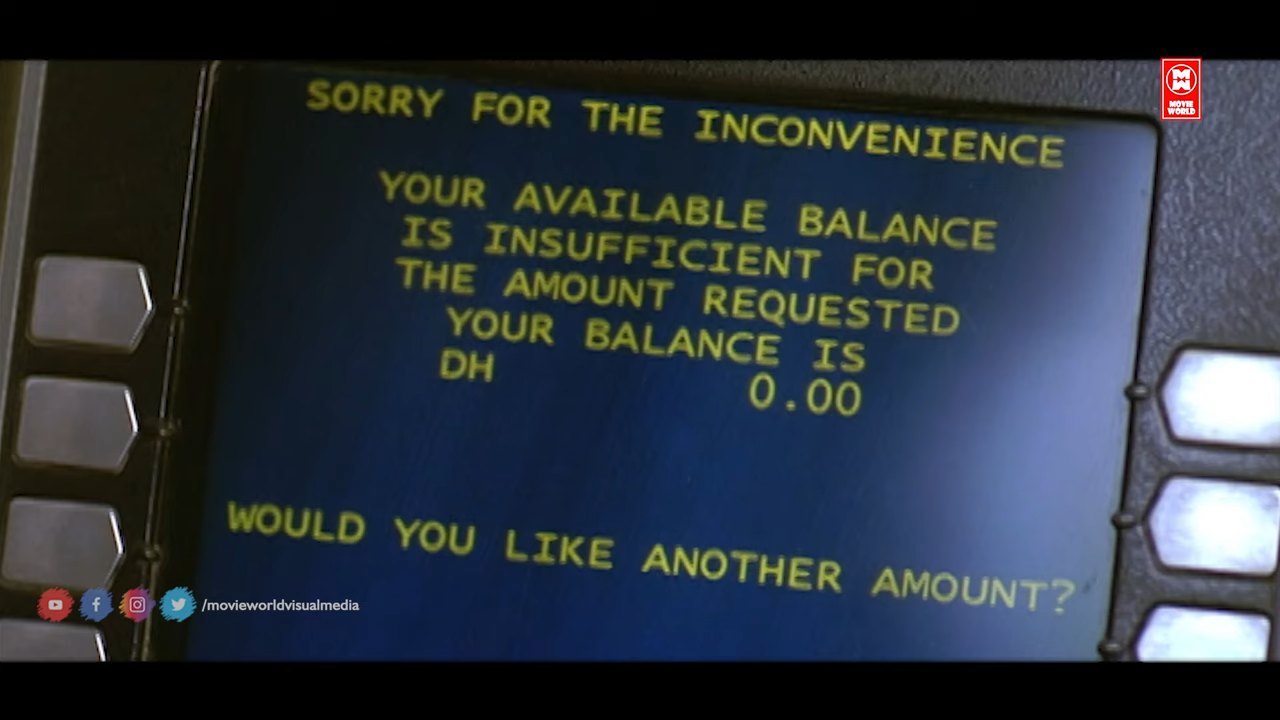 SORRY FOR THE INCONVENIENCE
YOUR AVAILABLE BALANCE
IS INSUFFICIENT FOR
THE AMOUNT REQUESTED
YOUR BALANCE IS
DH 0.00
WOULD YOU LIKE ANOTHER AMOUNT?
MOVIE
WORLD
/movieworldvisualmedia